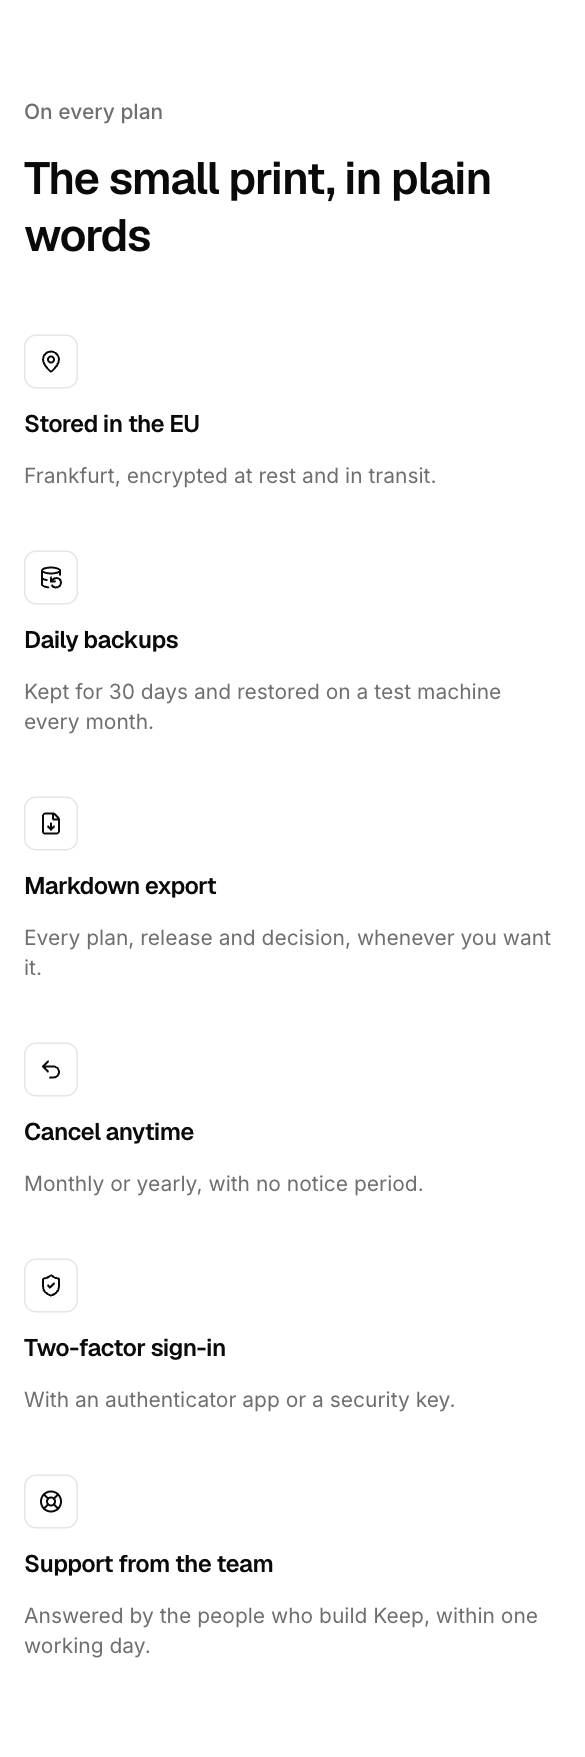 On every plan
The small print, in plain
words
Stored in the EU
Frankfurt, encrypted at rest and in transit.
Daily backups
Kept for 30 days and restored on a test machine
every month.
Markdown export
Every plan, release and decision, whenever you want
it.
Cancel anytime
Monthly or yearly, with no notice period.
Two-factor sign-in
With an authenticator app or a security key.
Support from the team
Answered by the people who build Keep, within one
working day.